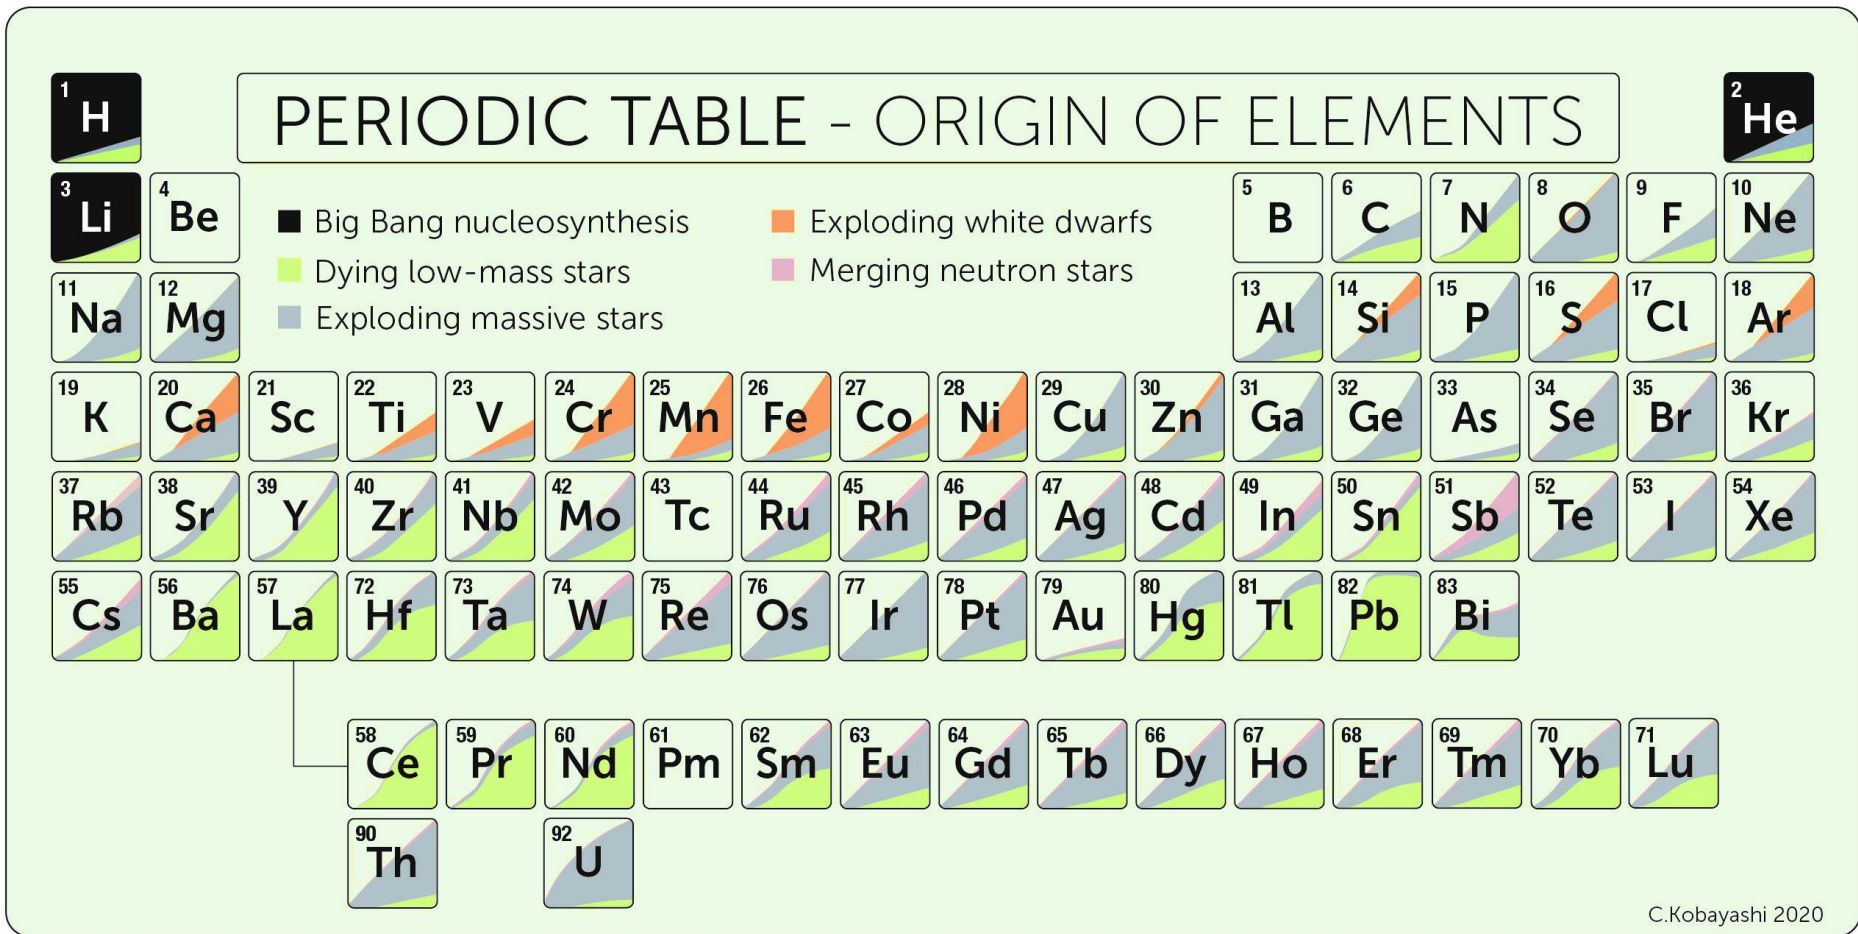 PERIODIC TABLE - ORIGIN OF ELEMENTS
1 H
2 He
3 Li
4 Be
Big Bang nucleosynthesis
Dying low-mass stars
Exploding massive stars
Exploding white dwarfs
Merging neutron stars
5 B
6 C
7 N
8 O
9 F
10 Ne
11 Na
12 Mg
13 Al
14 Si
15 P
16 S
17 Cl
18 Ar
19 K
20 Ca
21 Sc
22 Ti
23 V
24 Cr
25 Mn
26 Fe
27 Co
28 Ni
29 Cu
30 Zn
31 Ga
32 Ge
33 As
34 Se
35 Br
36 Kr
37 Rb
38 Sr
39 Y
40 Zr
41 Nb
42 Mo
43 Tc
44 Ru
45 Rh
46 Pd
47 Ag
48 Cd
49 In
50 Sn
51 Sb
52 Te
53 I
54 Xe
55 Cs
56 Ba
57 La
72 Hf
73 Ta
74 W
75 Re
76 Os
77 Ir
78 Pt
79 Au
80 Hg
81 Tl
82 Pb
83 Bi
58 Ce
59 Pr
60 Nd
61 Pm
62 Sm
63 Eu
64 Gd
65 Tb
66 Dy
67 Ho
68 Er
69 Tm
70 Yb
71 Lu
90 Th
92 U
C.Kobayashi 2020